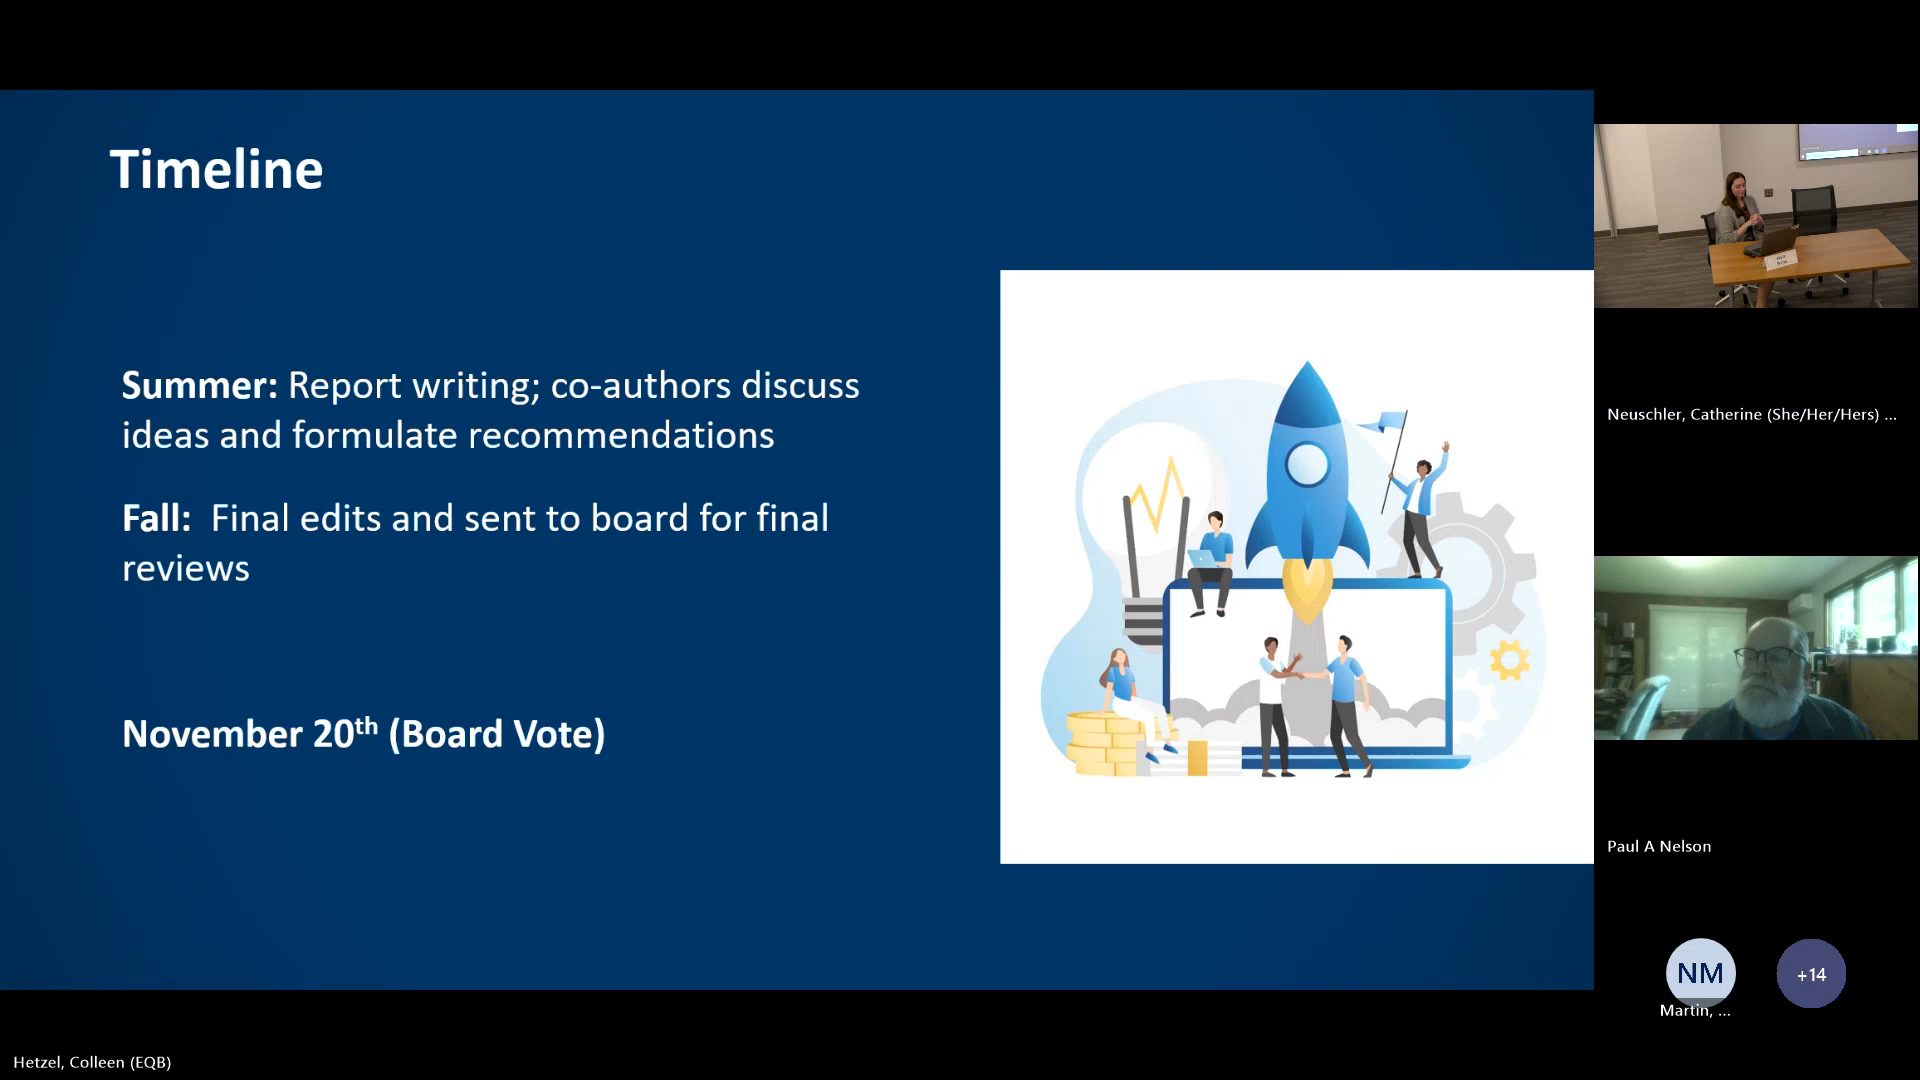 Timeline
Summer: Report writing; co-authors discuss
ideas and formulate recommendations
Fall: Final edits and sent to board for final
reviews
November 20th (Board Vote)
Neuschler, Catherine (She/Her/Hers) ...
Paul A Nelson
NM
+14
Martin, ...
Hetzel, Colleen (EQB)